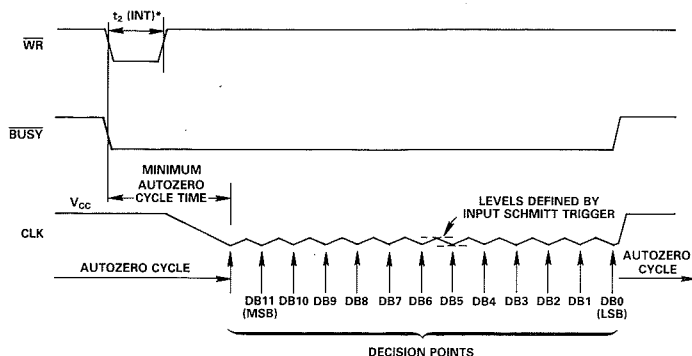 t2 (INT)*
WR
BUSY
MINIMUM
AUTOZERO
CYCLE TIME
VCC
LEVELS DEFINED BY
INPUT SCHMITT TRIGGER
CLK
AUTOZERO CYCLE
AUTOZERO
CYCLE
DB11 DB10 DB9 DB8 DB7 DB6 DB5 DB4 DB3 DB2 DB1 DB0
(MSB) (LSB)
DECISION POINTS